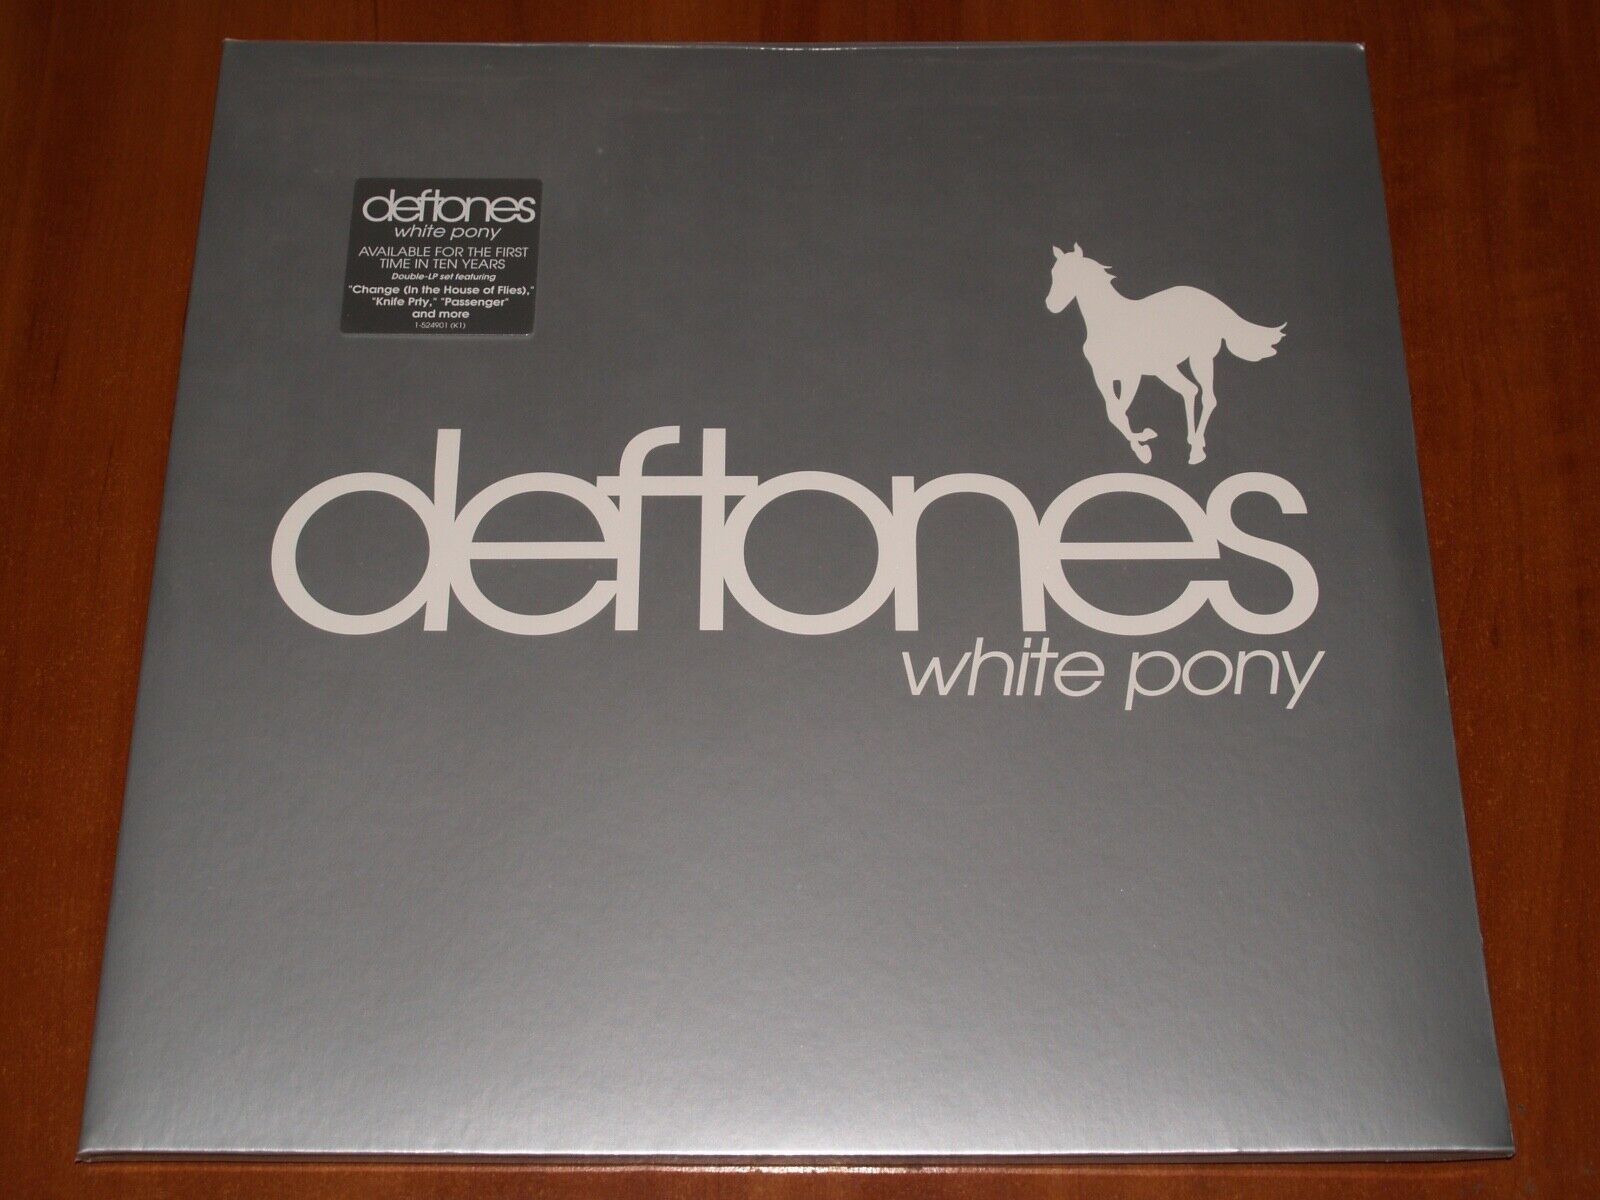 deftones
white pony
AVAILABLE FOR THE FIRST
TIME IN TEN YEARS
Double-LP set featuring
"Change (In the House of Flies),"
"Knife Prty," "Passenger"
and more
1-524901 (K1)
deftones
white pony